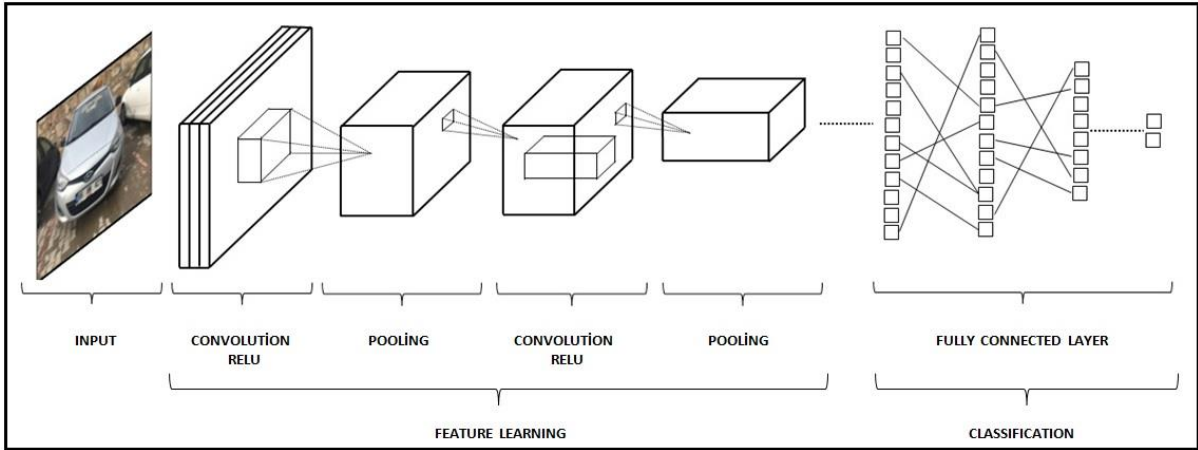 INPUT
CONVOLUTİON
RELU
POOLİNG
CONVOLUTİON
RELU
POOLİNG
FULLY CONNECTED LAYER
FEATURE LEARNING
CLASSIFICATION